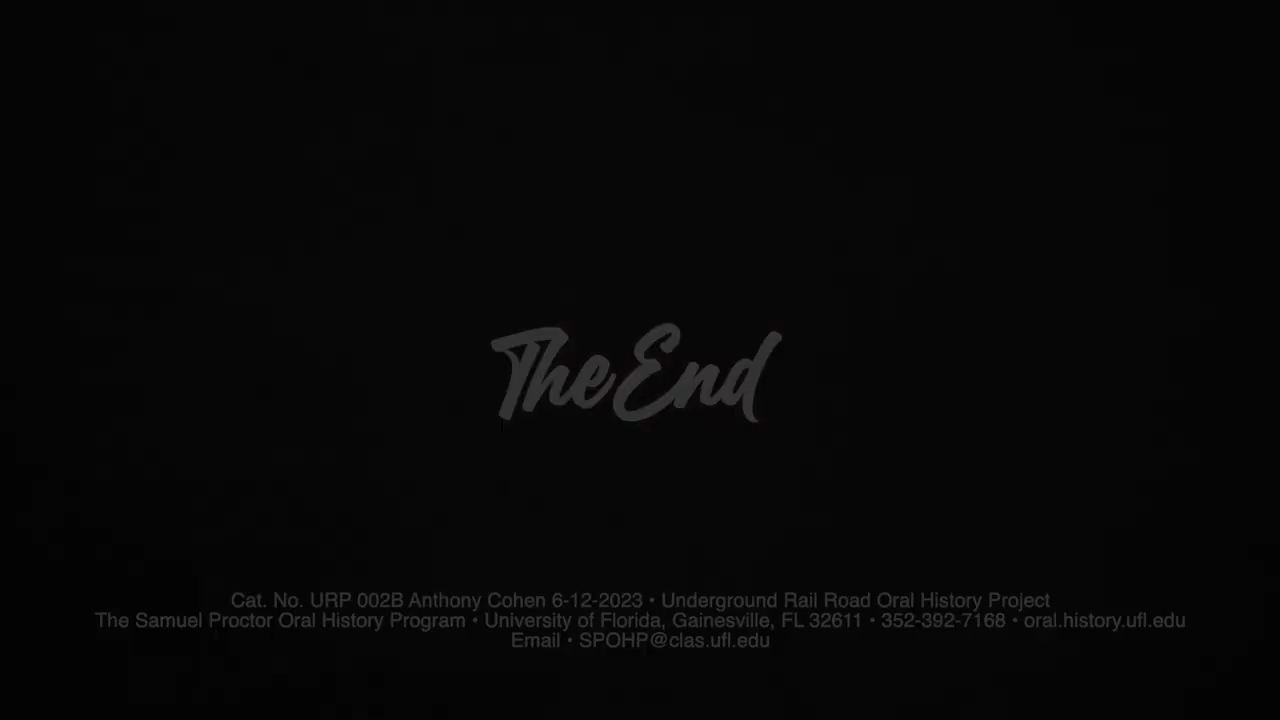 The End
Cat. No. URP 002B Anthony Cohen 6-12-2023 • Underground Rail Road Oral History Project
The Samuel Proctor Oral History Program • University of Florida, Gainesville, FL 32611 • 352-392-7168 • oral.history.ufl.edu
Email • SPOHP@clas.ufl.edu